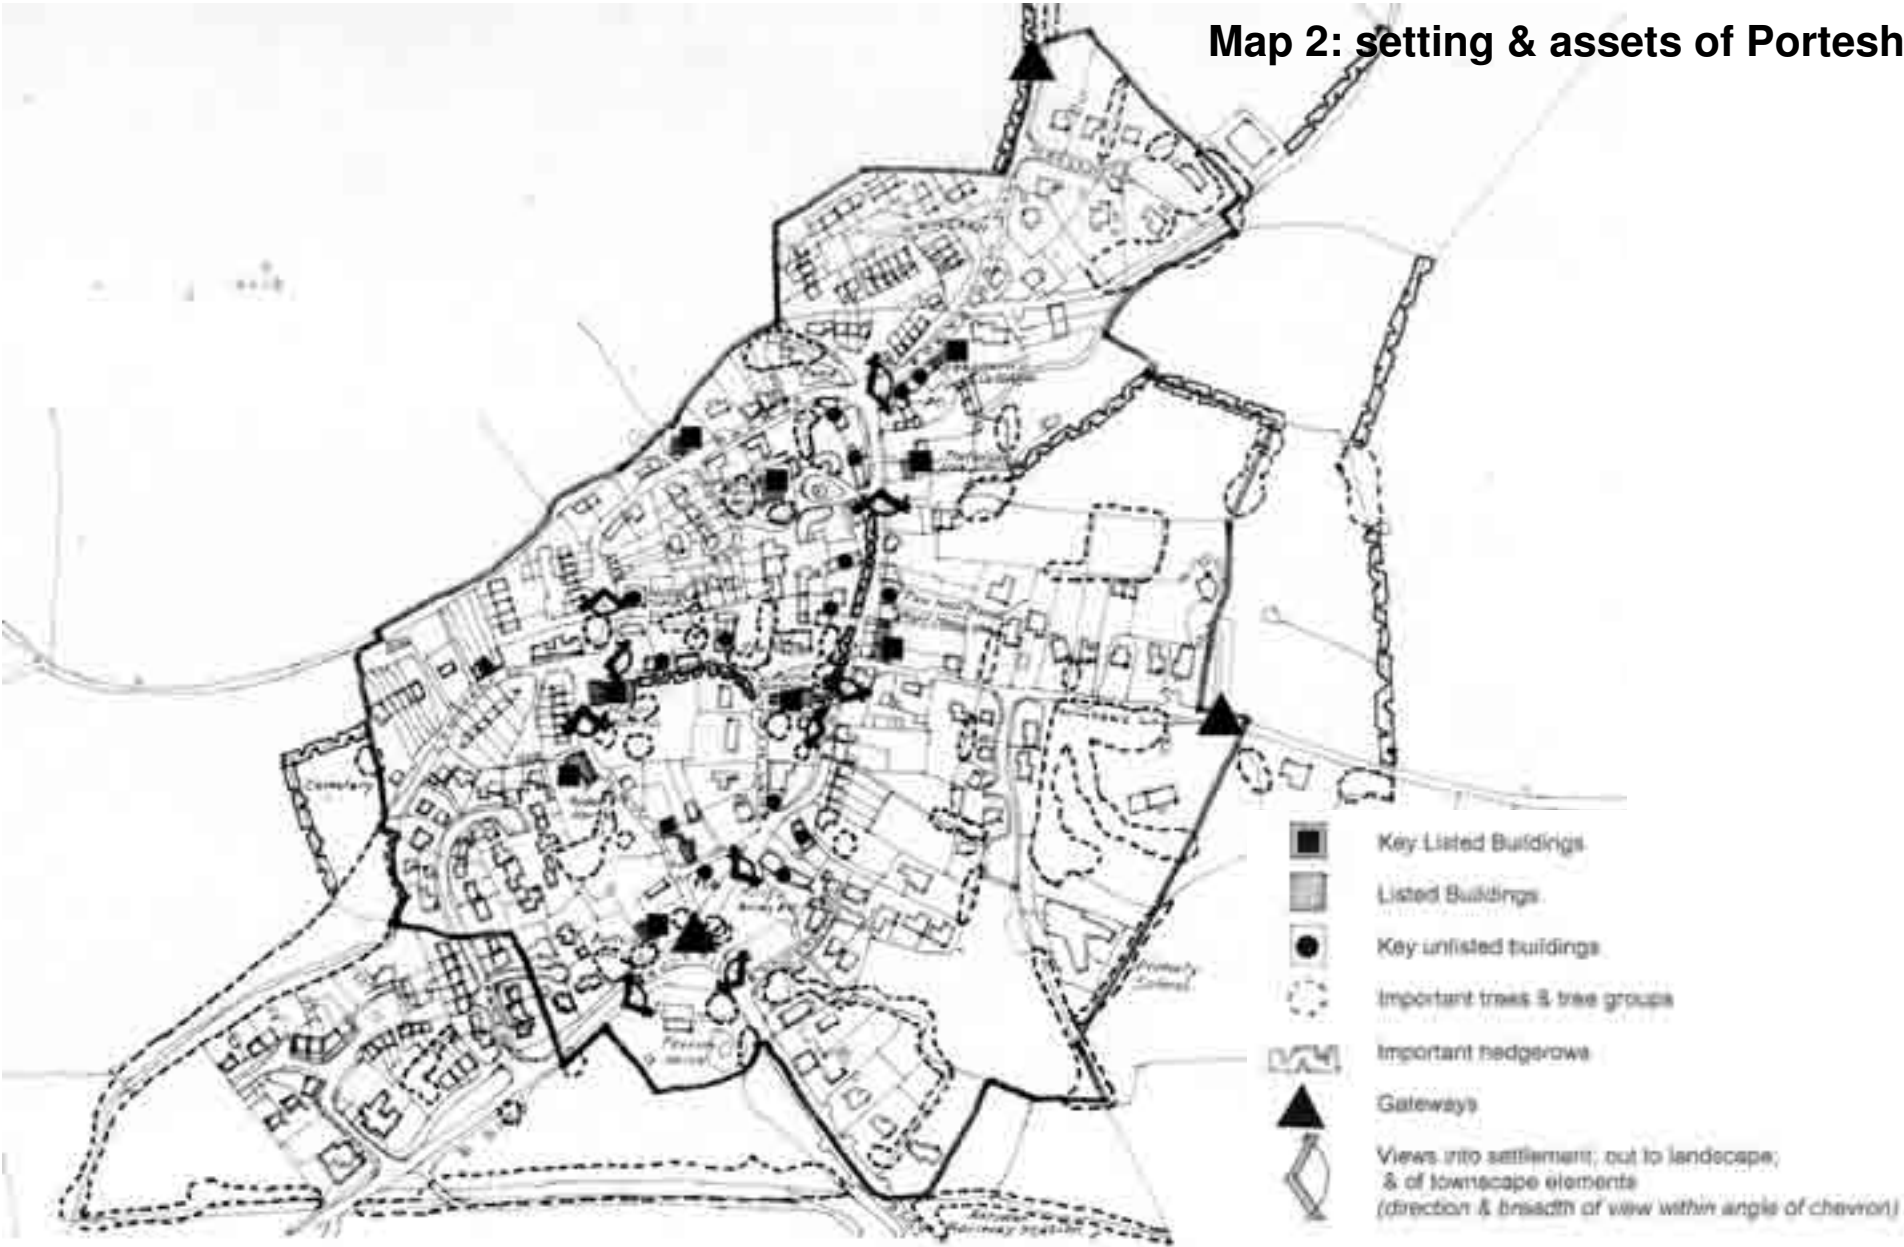 Map 2: setting & assets of Portesh
Cemetery
Primary
School
Key Listed Buildings
Listed Buildings
Key unlisted buildings
Important trees & tree groups
Important hedgerows
Gateways
Views into settlement; out to landscape;
& of townscape elements
(direction & breadth of view within angle of chevron)
Railway Station